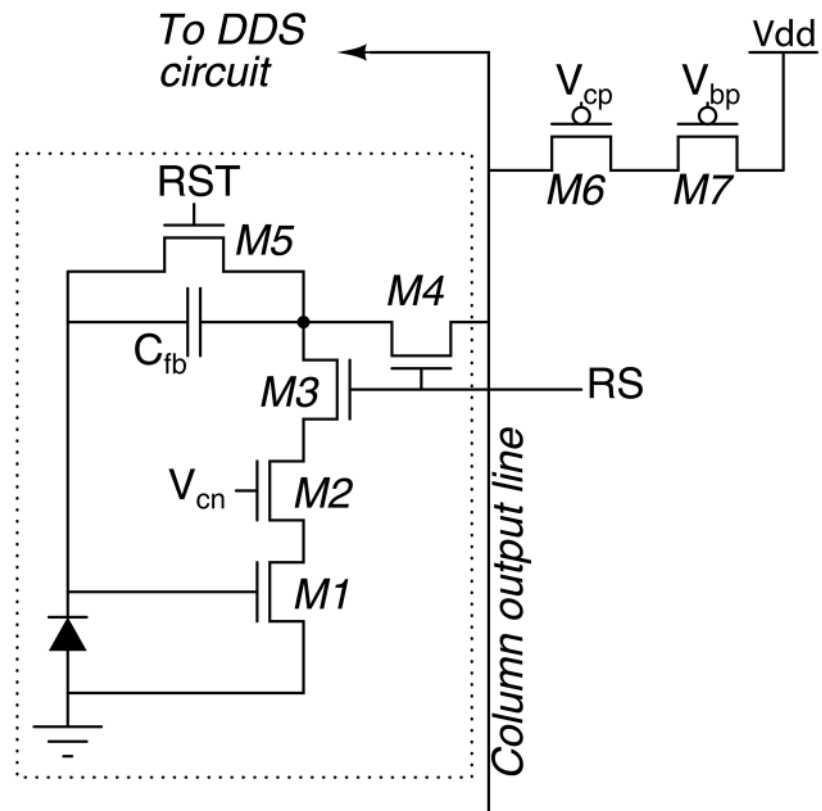 To DDS
circuit
Vdd
Vcp
Vbp
M6
M7
RST
M5
M4
Cfb
M3
RS
Vcn
M2
M1
Column output line